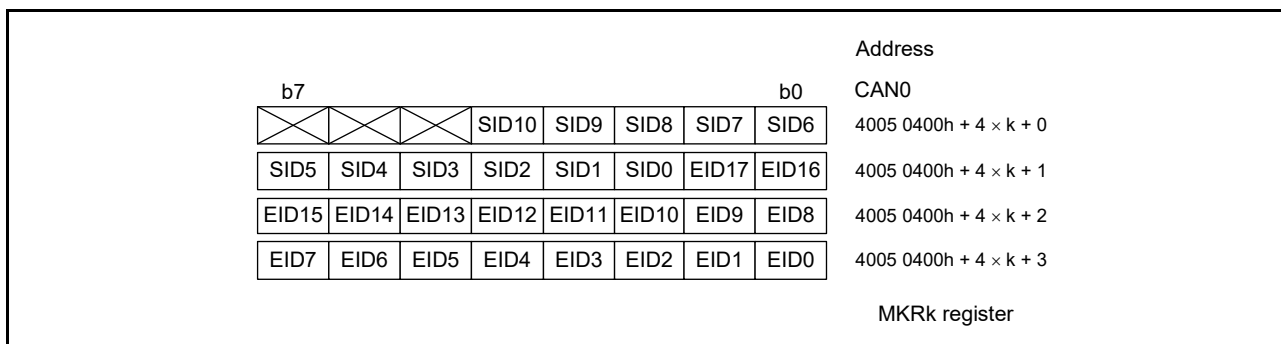 Address
b7 b0 CAN0
SID10 SID9 SID8 SID7 SID6 4005 0400h + 4 × k + 0
SID5 SID4 SID3 SID2 SID1 SID0 EID17 EID16 4005 0400h + 4 × k + 1
EID15 EID14 EID13 EID12 EID11 EID10 EID9 EID8 4005 0400h + 4 × k + 2
EID7 EID6 EID5 EID4 EID3 EID2 EID1 EID0 4005 0400h + 4 × k + 3
MKRk register